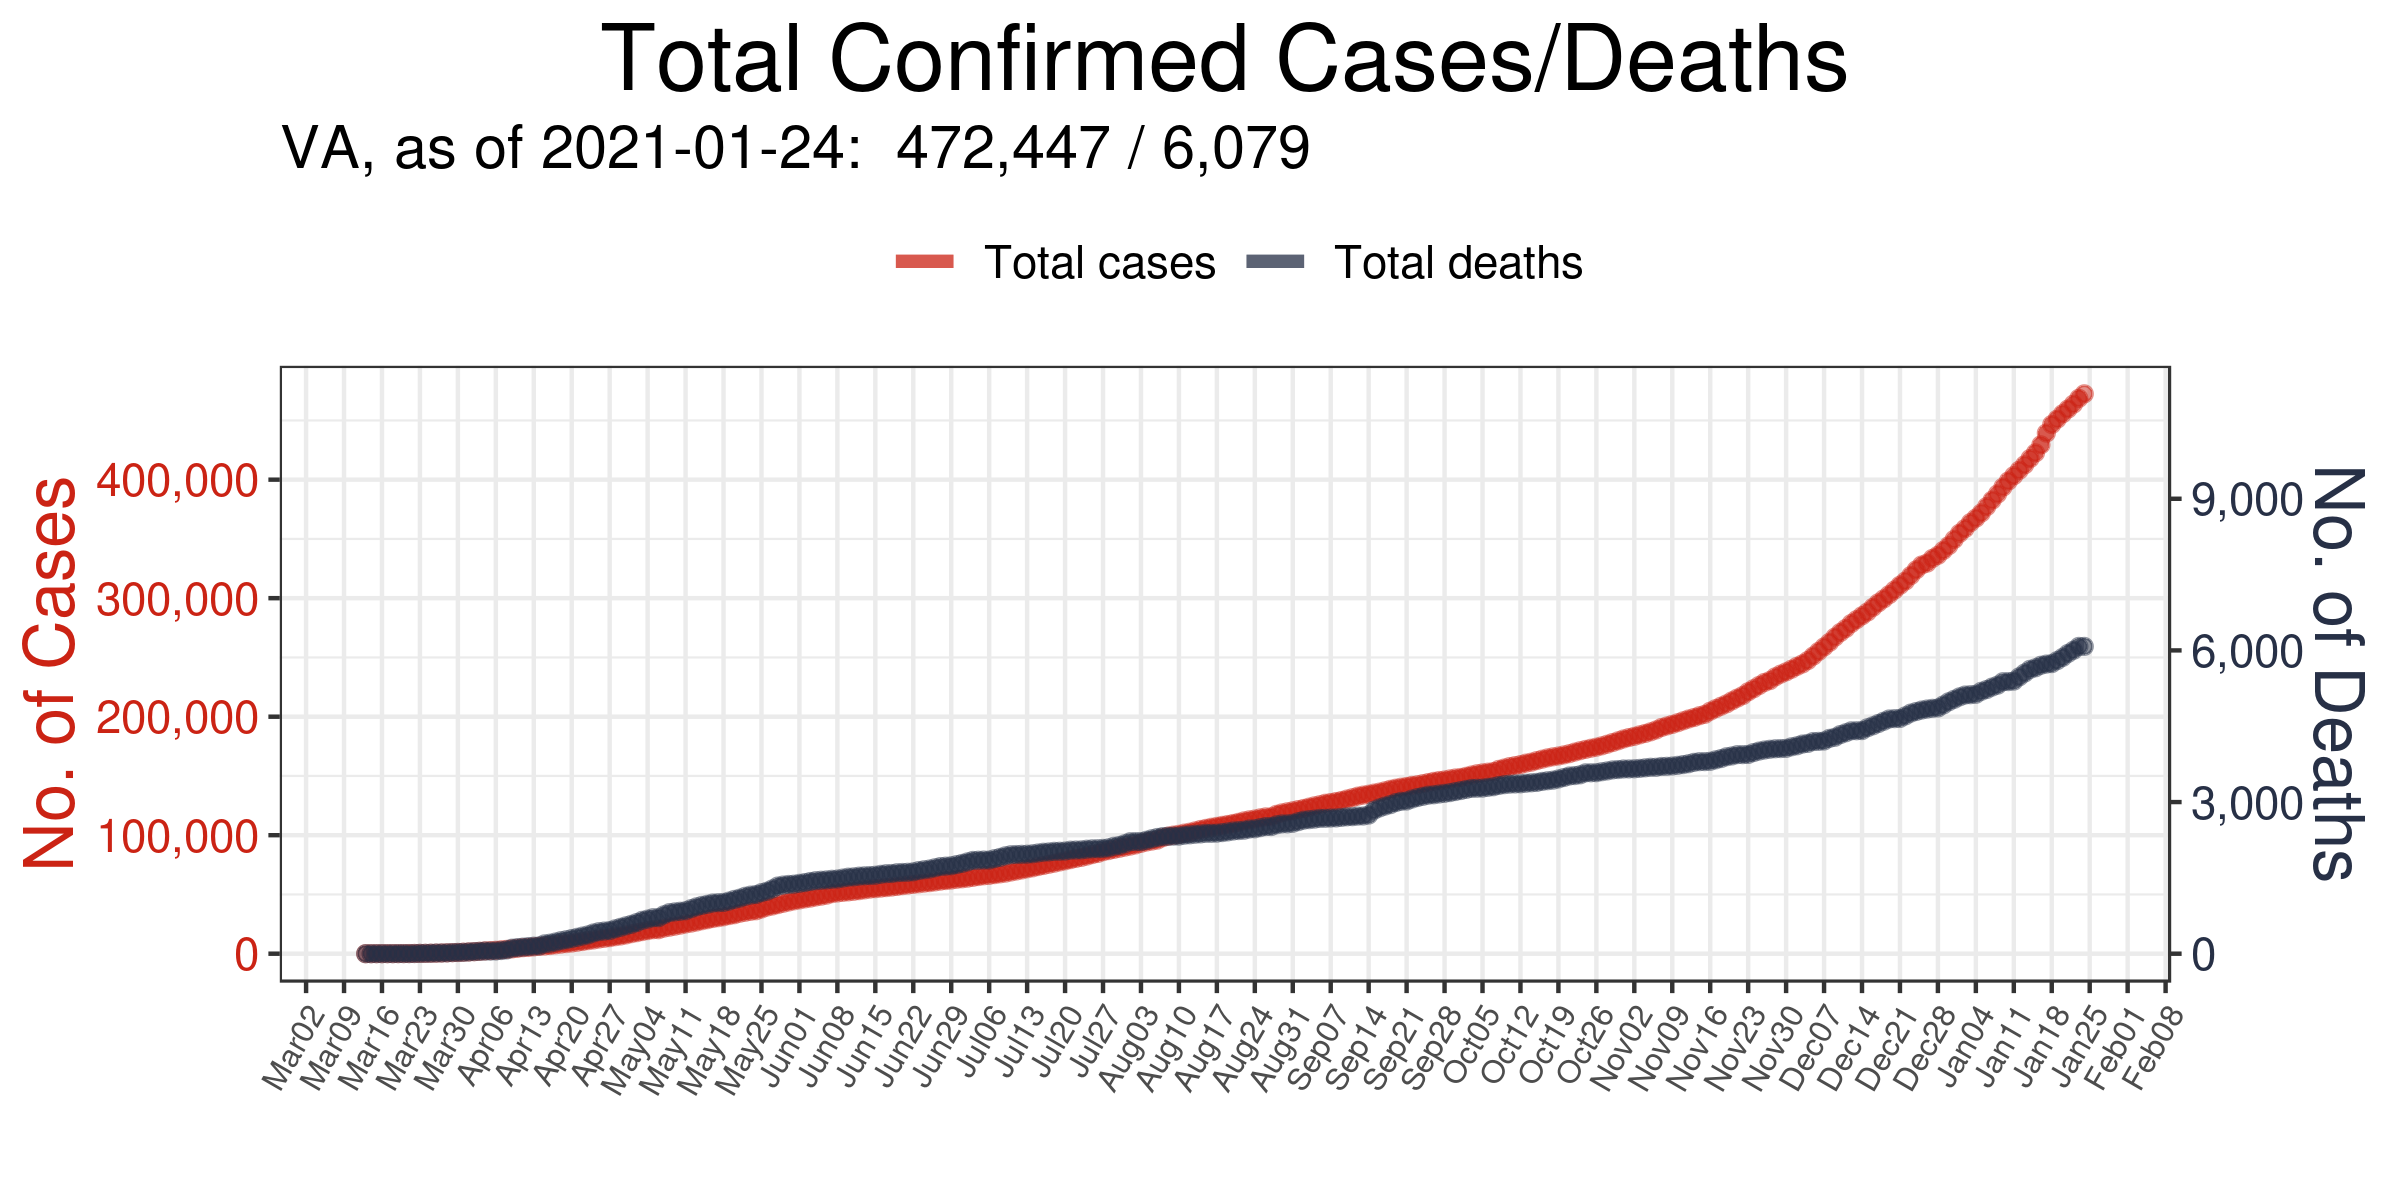 Total Confirmed Cases/Deaths
VA, as of 2021-01-24:  472,447 / 6,079
Total cases
Total deaths
No. of Cases
400,000
300,000
200,000
100,000
0
9,000
6,000
3,000
0
No. of Deaths
Mar02
Mar09
Mar16
Mar23
Mar30
Apr06
Apr13
Apr20
Apr27
May04
May11
May18
May25
Jun01
Jun08
Jun15
Jun22
Jun29
Jul06
Jul13
Jul20
Jul27
Aug03
Aug10
Aug17
Aug24
Aug31
Sep07
Sep14
Sep21
Sep28
Oct05
Oct12
Oct19
Oct26
Nov02
Nov09
Nov16
Nov23
Nov30
Dec07
Dec14
Dec21
Dec28
Jan04
Jan11
Jan18
Jan25
Feb01
Feb08